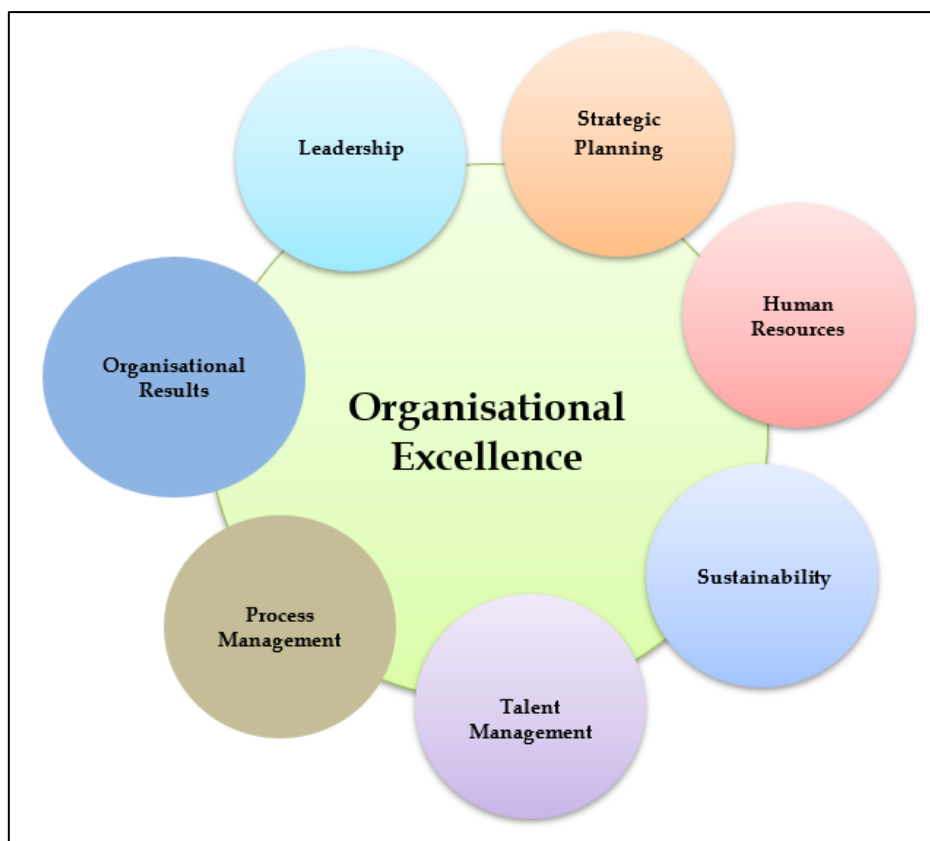 Leadership
Strategic
Planning
Human
Resources
Organisational
Results
Organisational
Excellence
Sustainability
Process
Management
Talent
Management